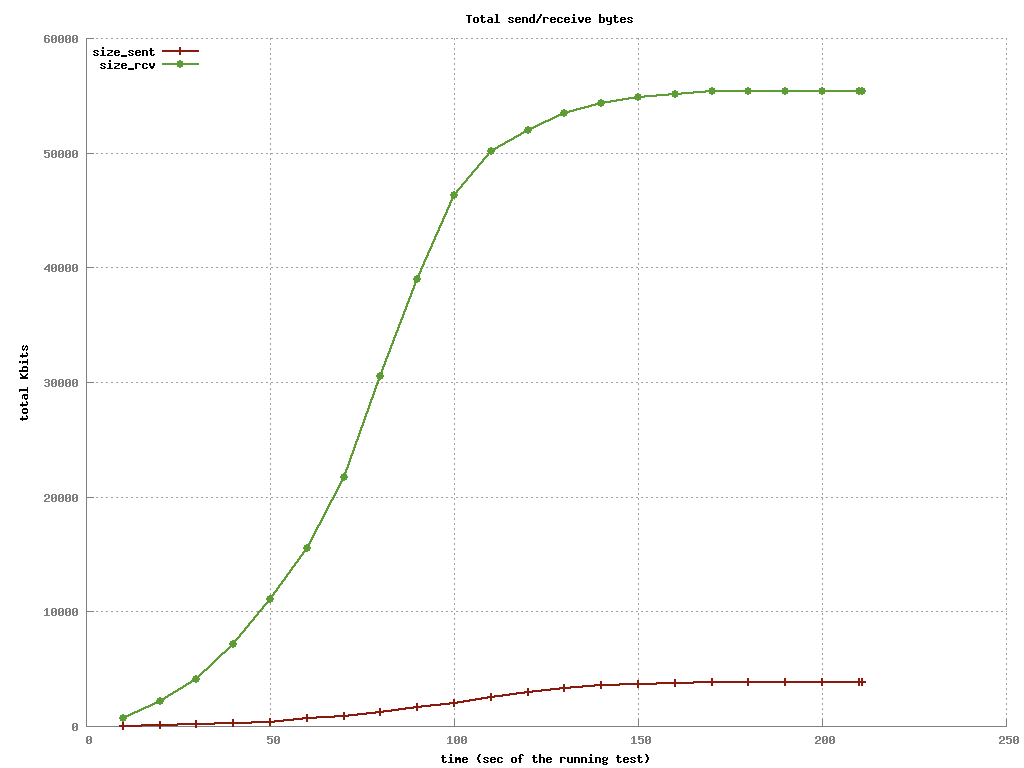 Total send/receive bytes
60000
size_sent
size_rcv
50000
40000
total Kbits
30000
20000
10000
0
0 50 100 150 200 250
time (sec of the running test)